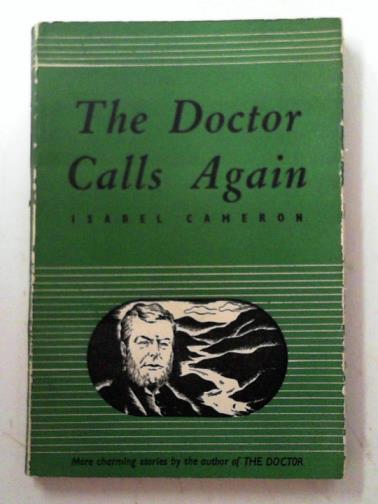 The Doctor
Calls Again
ISABEL CAMERON
More charming stories by the author of THE DOCTOR